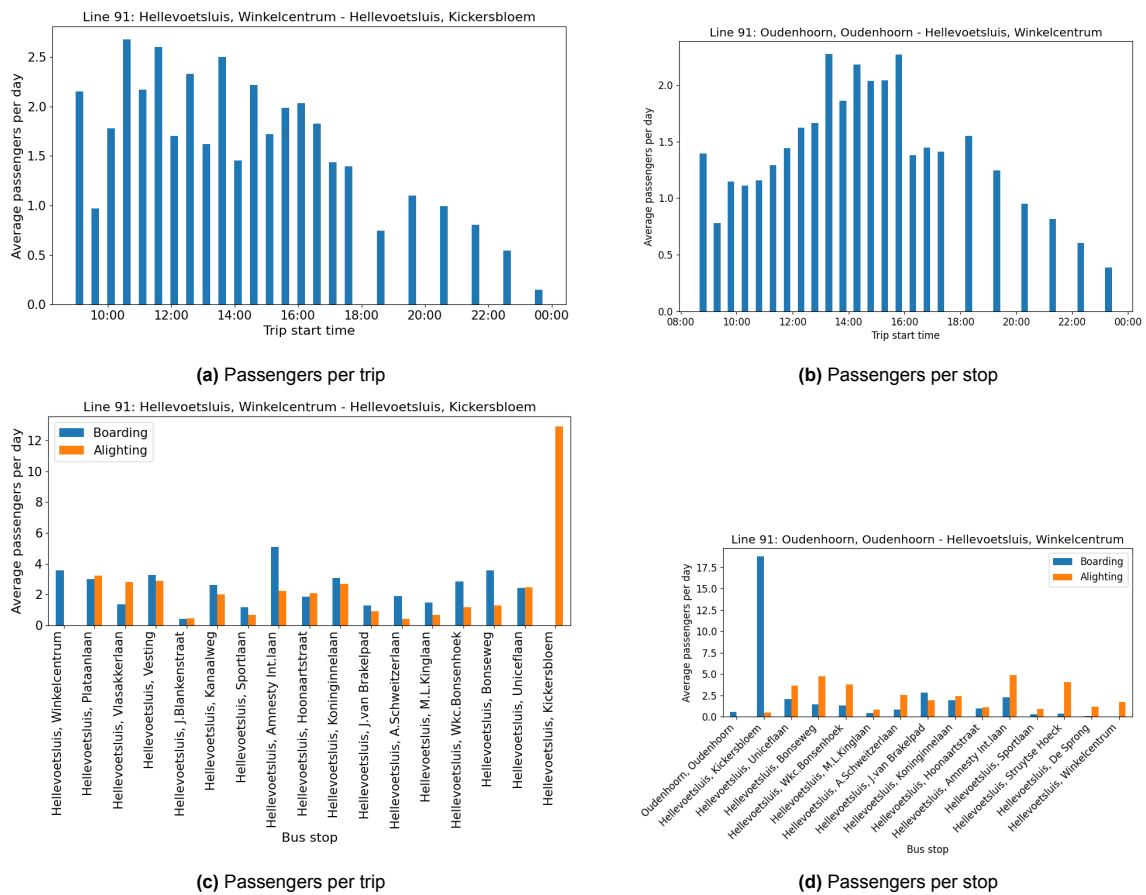 Line 91: Hellevoetsluis, Winkelcentrum - Hellevoetsluis, Kickersbloem
Average passengers per day
2.5
2.0
1.5
1.0
0.5
0.0
10:00 12:00 14:00 16:00 18:00 20:00 22:00 00:00
Trip start time
(a) Passengers per trip
Line 91: Oudenhoorn, Oudenhoorn - Hellevoetsluis, Winkelcentrum
Average passengers per day
2.0
1.5
1.0
0.5
0.0
08:00 10:00 12:00 14:00 16:00 18:00 20:00 22:00 00:00
Trip start time
(b) Passengers per stop
Line 91: Hellevoetsluis, Winkelcentrum - Hellevoetsluis, Kickersbloem
Boarding
Alighting
Average passengers per day
12
10
8
6
4
2
0
Hellevoetsluis, Winkelcentrum
Hellevoetsluis, Plataanlaan
Hellevoetsluis, Vlasakkerlaan
Hellevoetsluis, Vesting
Hellevoetsluis, J.Blankenstraat
Hellevoetsluis, Kanaalweg
Hellevoetsluis, Sportlaan
Hellevoetsluis, Amnesty Int.laan
Hellevoetsluis, Hoonaartstraat
Hellevoetsluis, Koninginnelaan
Hellevoetsluis, J.van Brakelpad
Hellevoetsluis, A.Schweitzerlaan
Hellevoetsluis, M.L.Kinglaan
Hellevoetsluis, Wkc.Bonsenhoek
Hellevoetsluis, Bonseweg
Hellevoetsluis, Uniceflaan
Hellevoetsluis, Kickersbloem
Bus stop
(c) Passengers per trip
Line 91: Oudenhoorn, Oudenhoorn - Hellevoetsluis, Winkelcentrum
Boarding
Alighting
Average passengers per day
17.5
15.0
12.5
10.0
7.5
5.0
2.5
0.0
Oudenhoorn, Oudenhoorn
Hellevoetsluis, Kickersbloem
Hellevoetsluis, Uniceflaan
Hellevoetsluis, Bonseweg
Hellevoetsluis, Wkc.Bonsenhoek
Hellevoetsluis, M.L.Kinglaan
Hellevoetsluis, A.Schweitzerlaan
Hellevoetsluis, J.van Brakelpad
Hellevoetsluis, Koninginnelaan
Hellevoetsluis, Hoonaartstraat
Hellevoetsluis, Amnesty Int.laan
Hellevoetsluis, Sportlaan
Hellevoetsluis, Struytse Hoeck
Hellevoetsluis, De Sprong
Hellevoetsluis, Winkelcentrum
Bus stop
(d) Passengers per stop